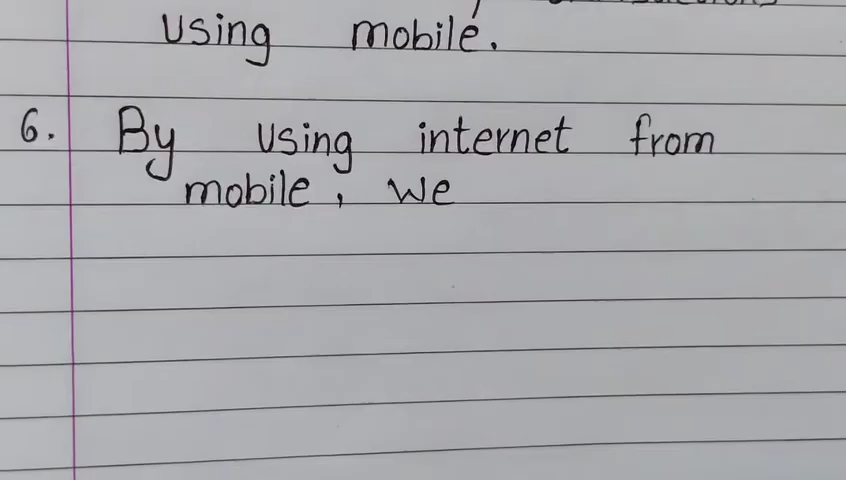 using mobile.
6. By using internet from
mobile, we